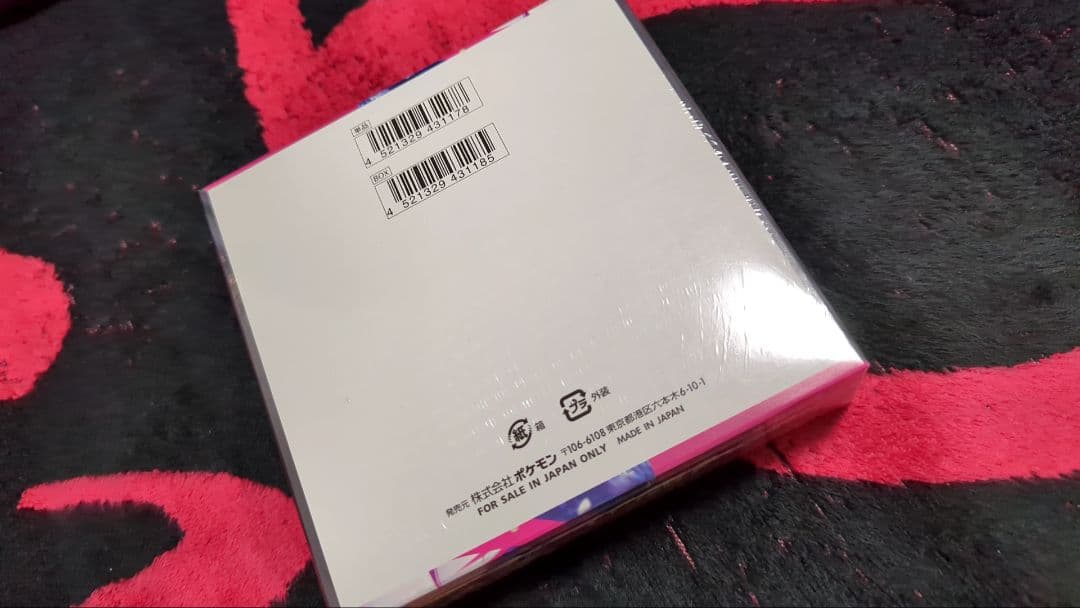 単品
4 521329 431178
BOX
4 521329 431185
紙 箱
プラ 外装
発売元 株式会社ポケモン 〒106-6108 東京都港区六本木6-10-1
FOR SALE IN JAPAN ONLY MADE IN JAPAN